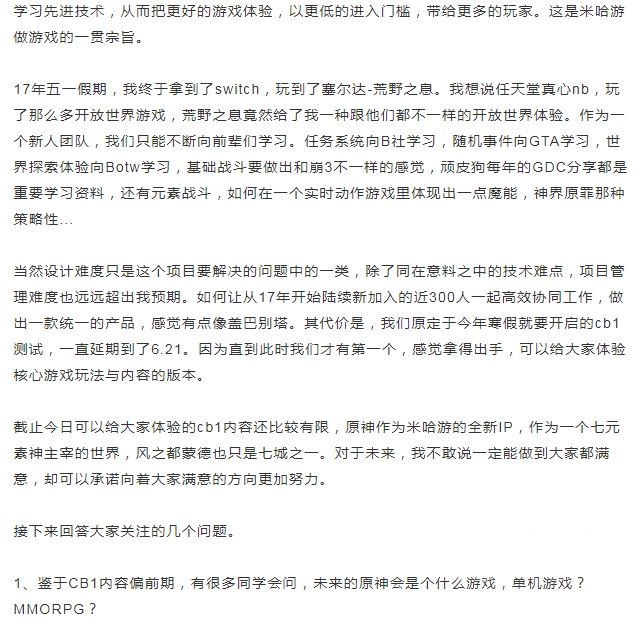 学习先进技术，从而把更好的游戏体验，以更低的进入门槛，带给更多的玩家。这是米哈游
做游戏的一贯宗旨。
17年五一假期，我终于拿到了switch，玩到了塞尔达-荒野之息。我想说任天堂真心nb，玩
了那么多开放世界游戏，荒野之息竟然给了我一种跟他们都不一样的开放世界体验。作为一
个新人团队，我们只能不断向前辈们学习。任务系统向B社学习，随机事件向GTA学习，世
界探索体验向Botw学习，基础战斗要做出和崩3不一样的感觉，顽皮狗每年的GDC分享都是
重要学习资料，还有元素战斗，如何在一个实时动作游戏里体现出一点魔能，神界原罪那种
策略性...
当然设计难度只是这个项目要解决的问题中的一类，除了同在意料之中的技术难点，项目管
理难度也远远超出我预期。如何让从17年开始陆续新加入的近300人一起高效协同工作，做
出一款统一的产品，感觉有点像盖巴别塔。其代价是，我们原定于今年寒假就要开启的cb1
测试，一直延期到了6.21。因为直到此时我们才有第一个，感觉拿得出手，可以给大家体验
核心游戏玩法与内容的版本。
截止今日可以给大家体验的cb1内容还比较有限，原神作为米哈游的全新IP，作为一个七元
素神主宰的世界，风之都蒙德也只是七城之一。对于未来，我不敢说一定能做到大家都满
意，却可以承诺向着大家满意的方向更加努力。
接下来回答大家关注的几个问题。
1、鉴于CB1内容偏前期，有很多同学会问，未来的原神会是个什么游戏，单机游戏？
MMORPG？